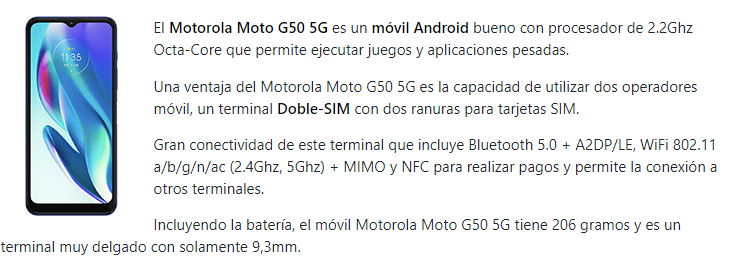 El Motorola Moto G50 5G es un móvil Android bueno con procesador de 2.2Ghz
Octa-Core que permite ejecutar juegos y aplicaciones pesadas.
Una ventaja del Motorola Moto G50 5G es la capacidad de utilizar dos operadores
móvil, un terminal Doble-SIM con dos ranuras para tarjetas SIM.
Gran conectividad de este terminal que incluye Bluetooth 5.0 + A2DP/LE, WiFi 802.11
a/b/g/n/ac (2.4Ghz, 5Ghz) + MIMO y NFC para realizar pagos y permite la conexión a
otros terminales.
Incluyendo la batería, el móvil Motorola Moto G50 5G tiene 206 gramos y es un
terminal muy delgado con solamente 9,3mm.
11:35